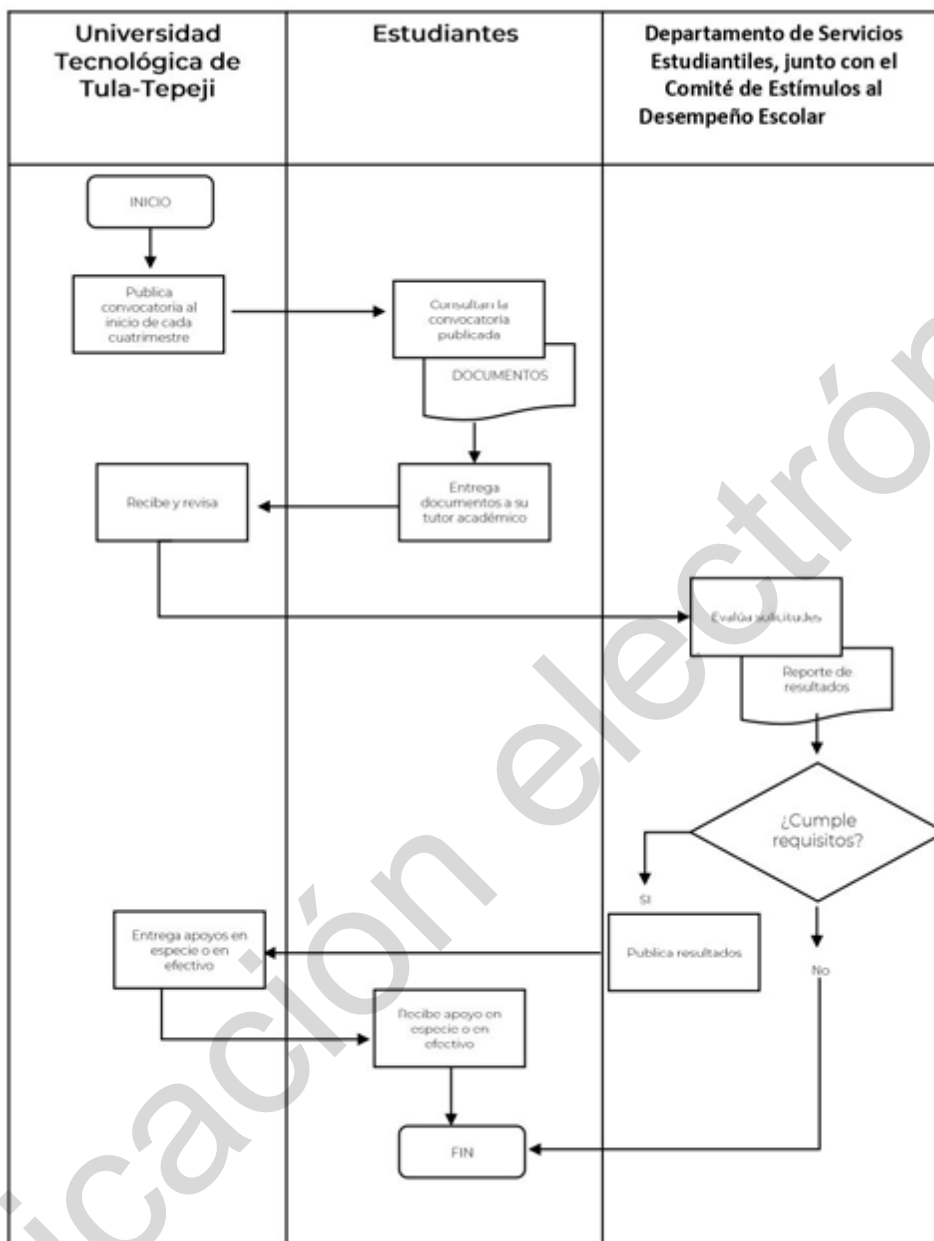 Universidad
Tecnológica de
Tula-Tepeji
Estudiantes
Departamento de Servicios
Estudiantiles, junto con el
Comité de Estímulos al
Desempeño Escolar
INICIO
Publica
convocatoria al
inicio de cada
cuatrimestre
Consultan la
convocatoria
publicada
DOCUMENTOS
Entrega
documentos a su
tutor académico
Recibe y revisa
Evalúa solicitudes
Reporte de
resultados
¿Cumple
requisitos?
SI
No
Publica resultados
Entrega apoyos en
especie o en
efectivo
Recibe apoyo en
especie o en
efectivo
FIN
icación electrón